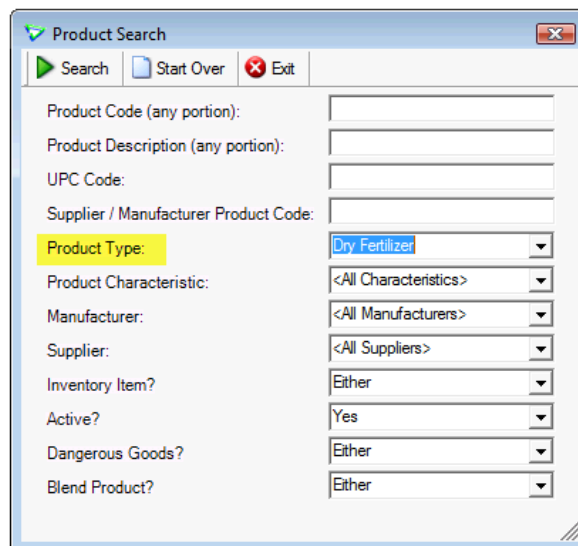 Product Search
Search Start Over Exit
Product Code (any portion):
Product Description (any portion):
UPC Code:
Supplier / Manufacturer Product Code:
Product Type: Dry Fertilizer
Product Characteristic: <All Characteristics>
Manufacturer: <All Manufacturers>
Supplier: <All Suppliers>
Inventory Item? Either
Active? Yes
Dangerous Goods? Either
Blend Product? Either